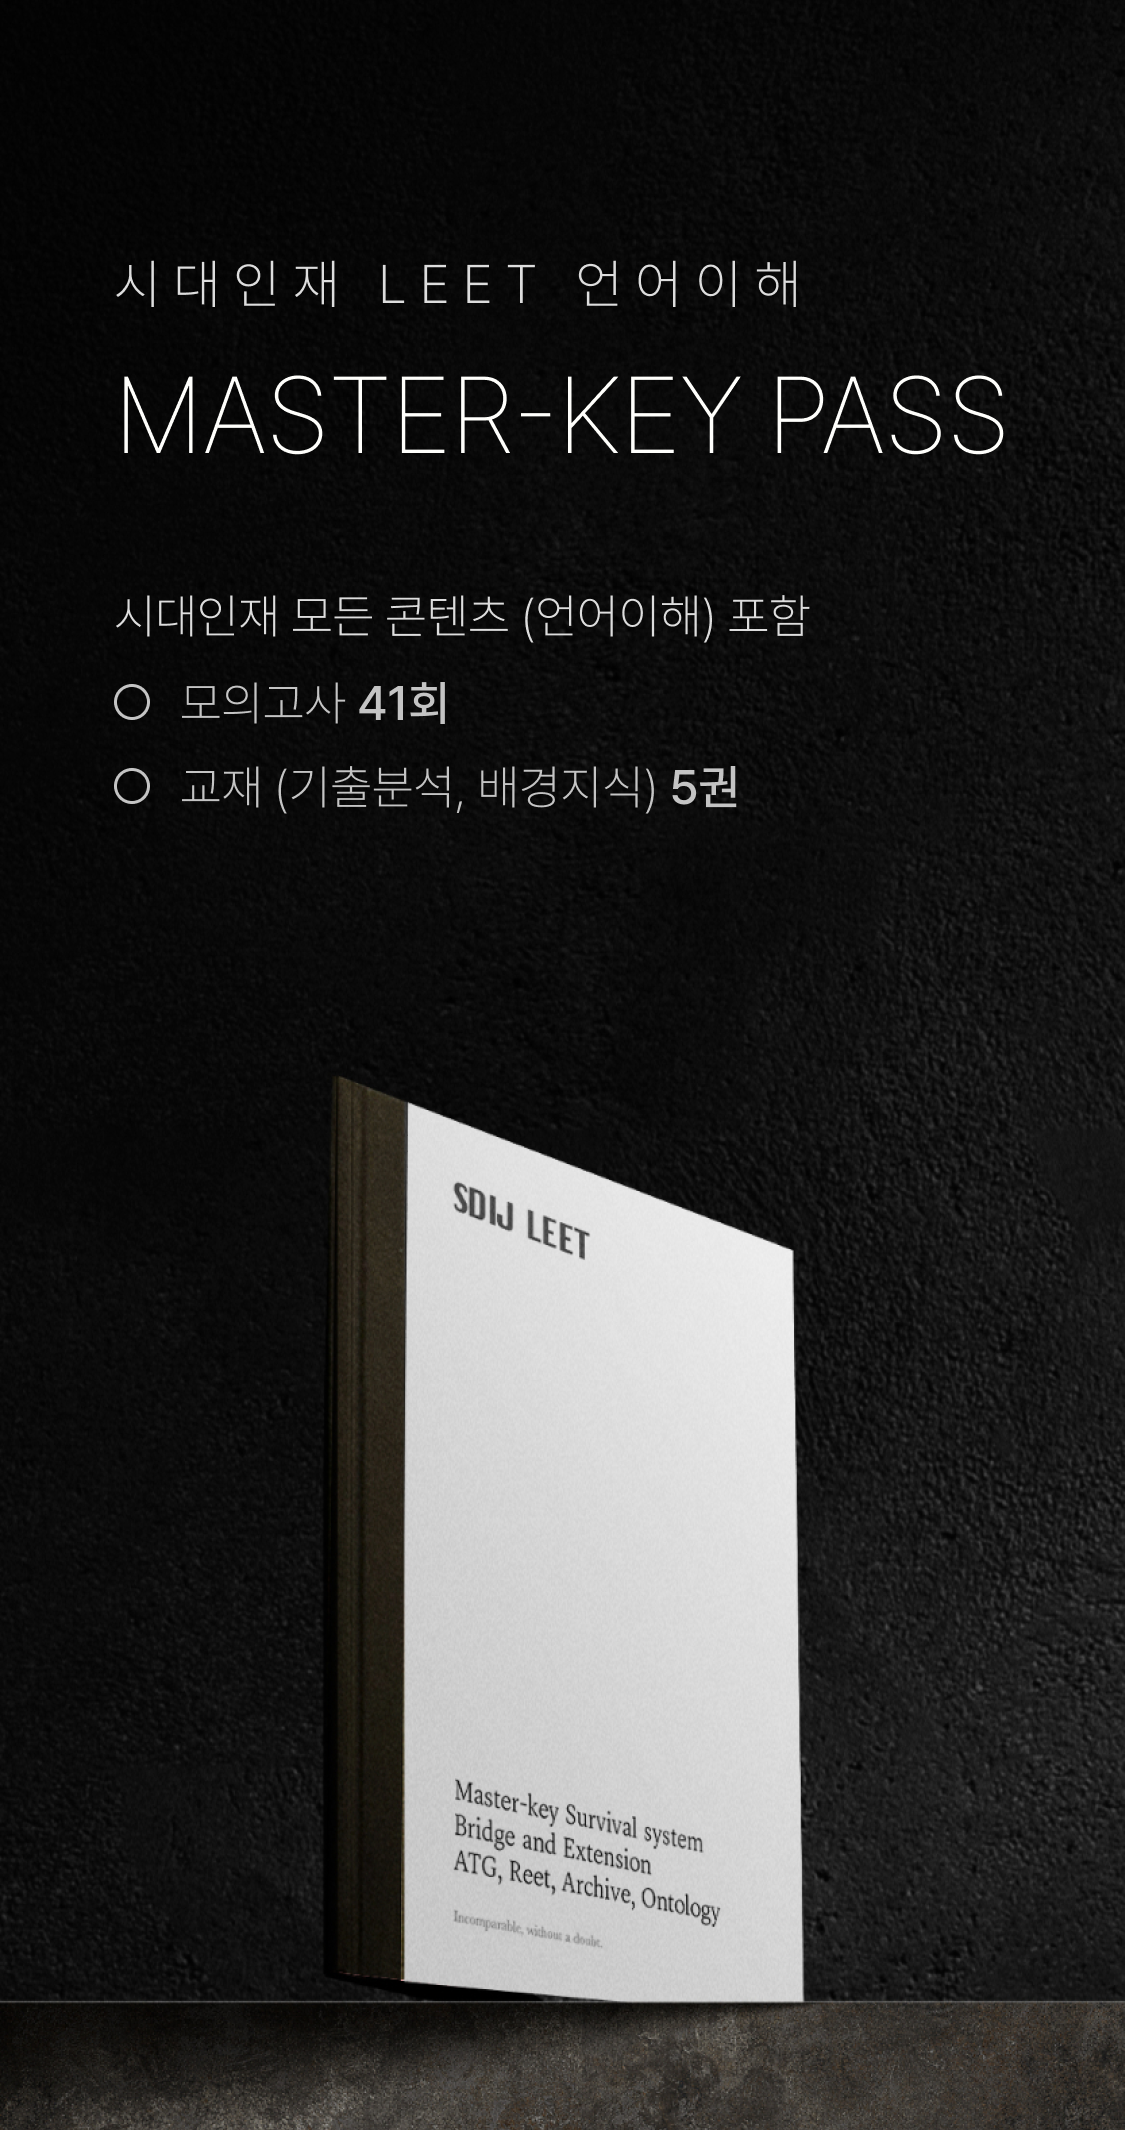 시대인재 LEET 언어이해
MASTER-KEY PASS
시대인재 모든 콘텐츠 (언어이해) 포함
○ 모의고사 41회
○ 교재 (기출분석, 배경지식) 5권
SDIJ LEET
Master-key Survival system
Bridge and Extension
ATG, Reet, Archive, Ontology
Incomparable, without a doubt.